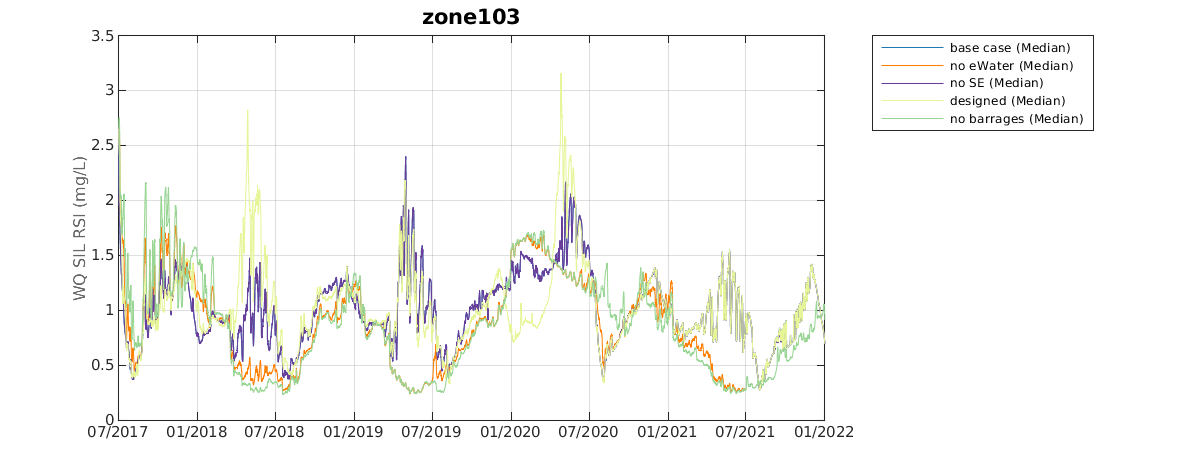 zone103
WQ SIL RSI (mg/L)
3.5
3
2.5
2
1.5
1
0.5
0
07/2017 01/2018 07/2018 01/2019 07/2019 01/2020 07/2020 01/2021 07/2021 01/2022
base case (Median)
no eWater (Median)
no SE (Median)
designed (Median)
no barrages (Median)